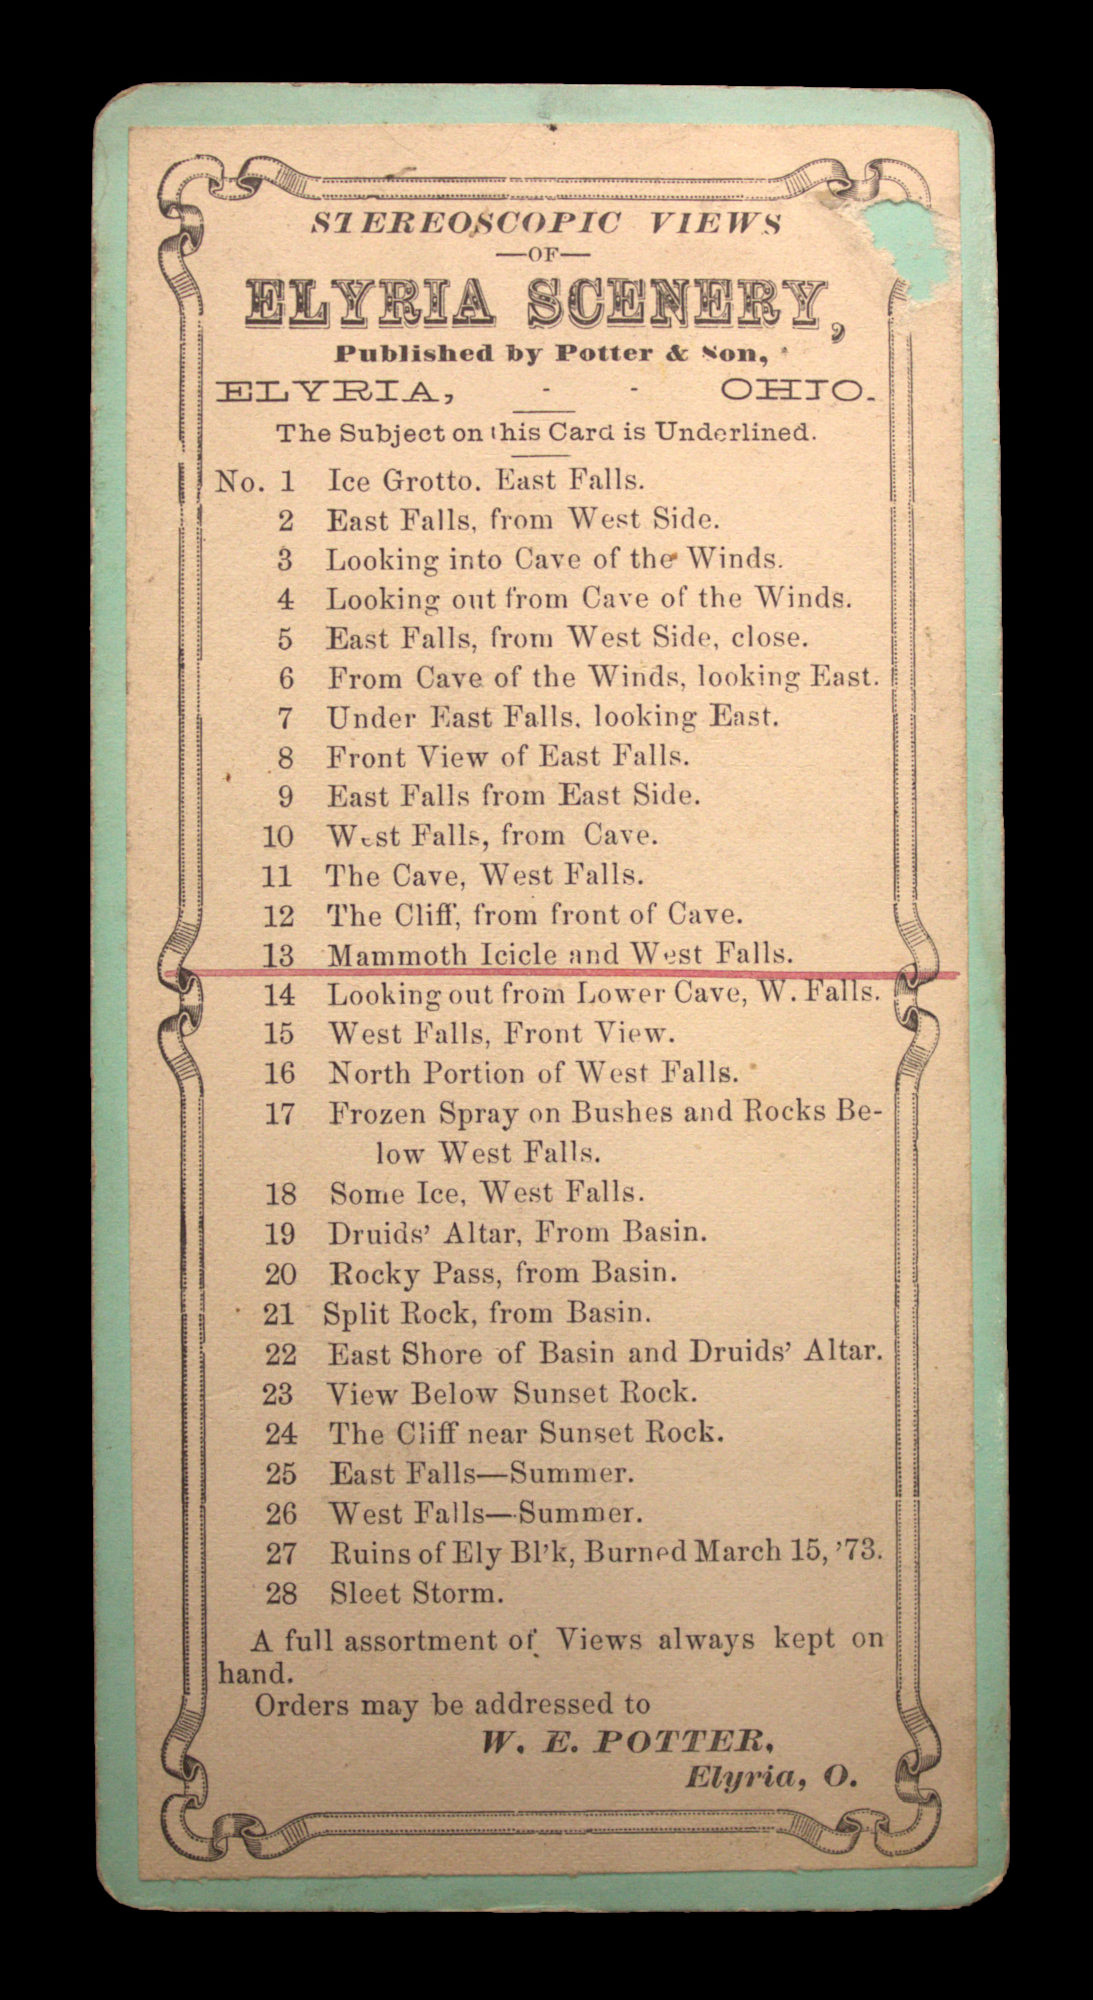 STEREOSCOPIC VIEWS
—OF—
ELYRIA SCENERY,
Published by Potter & Son,
ELYRIA, - - OHIO.
The Subject on this Card is Underlined.
No. 1 Ice Grotto. East Falls.
2 East Falls, from West Side.
3 Looking into Cave of the Winds.
4 Looking out from Cave of the Winds.
5 East Falls, from West Side, close.
6 From Cave of the Winds, looking East.
7 Under East Falls. looking East.
8 Front View of East Falls.
9 East Falls from East Side.
10 West Falls, from Cave.
11 The Cave, West Falls.
12 The Cliff, from front of Cave.
13 Mammoth Icicle and West Falls.
14 Looking out from Lower Cave, W. Falls.
15 West Falls, Front View.
16 North Portion of West Falls.
17 Frozen Spray on Bushes and Rocks Be-
low West Falls.
18 Some Ice, West Falls.
19 Druids' Altar, From Basin.
20 Rocky Pass, from Basin.
21 Split Rock, from Basin.
22 East Shore of Basin and Druids' Altar.
23 View Below Sunset Rock.
24 The Cliff near Sunset Rock.
25 East Falls—Summer.
26 West Falls—Summer.
27 Ruins of Ely Bl'k, Burned March 15, '73.
28 Sleet Storm.
A full assortment of Views always kept on
hand.
Orders may be addressed to
W. E. POTTER,
Elyria, O.